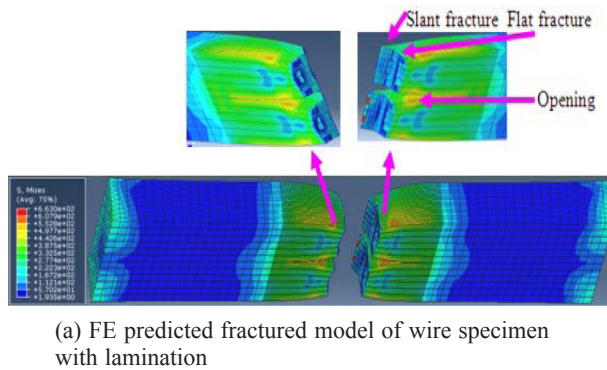 Slant fracture Flat fracture
Opening
S, Mises
(Avg: 75%)
+6.630e+02
+6.079e+02
+5.528e+02
+4.977e+02
+4.426e+02
+3.875e+02
+3.325e+02
+2.774e+02
+2.223e+02
+1.672e+02
+1.121e+02
+5.702e+01
+1.935e+00
(a) FE predicted fractured model of wire specimen
with lamination